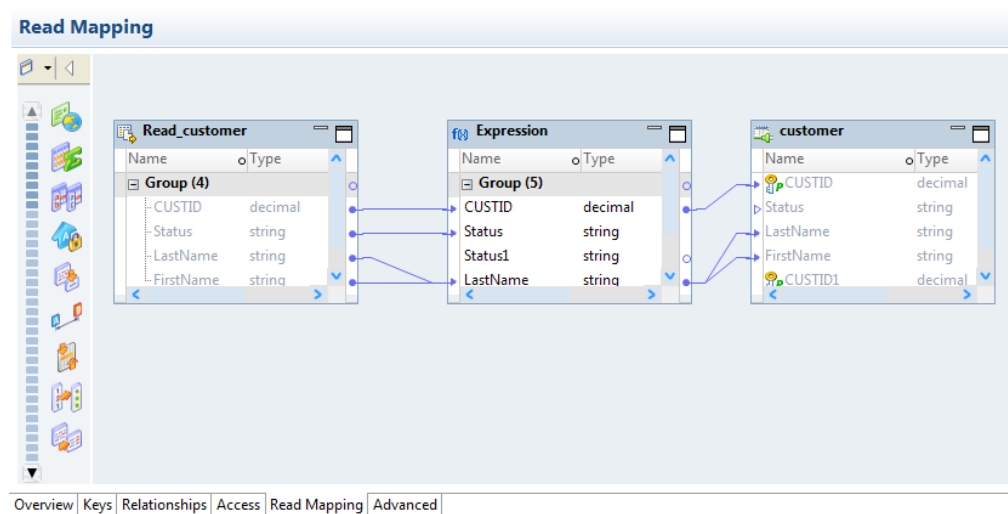 Read Mapping
Read_customer
Name Type
Group (4)
CUSTID decimal
Status string
LastName string
FirstName string
f(x) Expression
Name Type
Group (5)
CUSTID decimal
Status string
Status1 string
LastName string
customer
Name Type
CUSTID decimal
Status string
LastName string
FirstName string
CUSTID1 decimal
Overview Keys Relationships Access Read Mapping Advanced